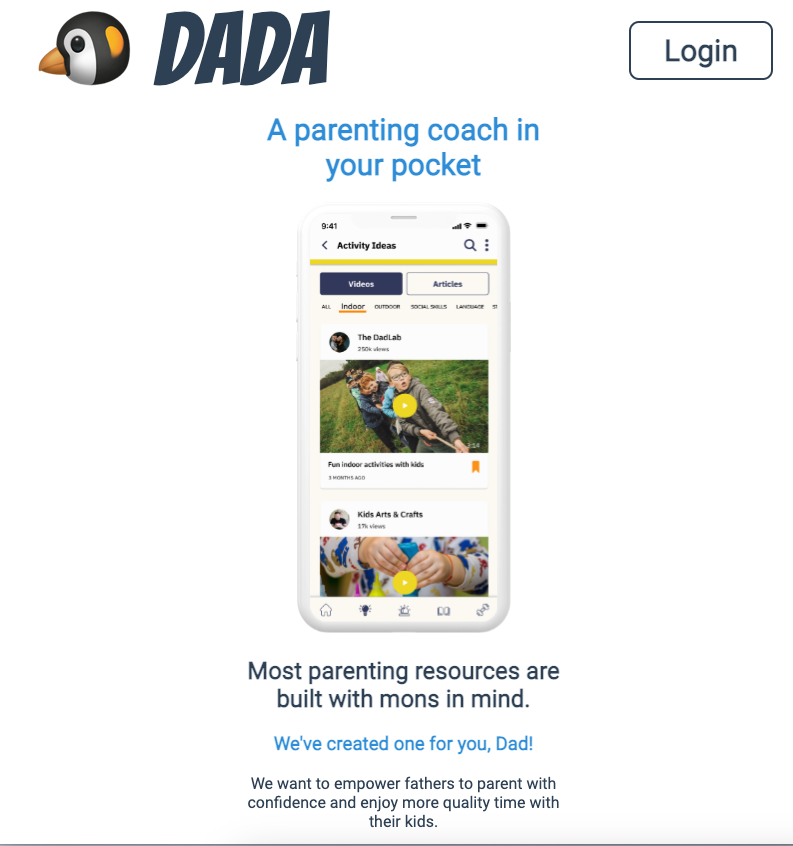 DADA
Login
A parenting coach in
your pocket
9:41
Activity Ideas
Videos
Articles
ALL
Indoor
OUTDOOR
SOCIAL SKILLS
LANGUAGE
ST
The DadLab
250k views
3:14
Fun indoor activities with kids
3 MONTHS AGO
Kids Arts & Crafts
17k views
Most parenting resources are
built with mons in mind.
We've created one for you, Dad!
We want to empower fathers to parent with
confidence and enjoy more quality time with
their kids.